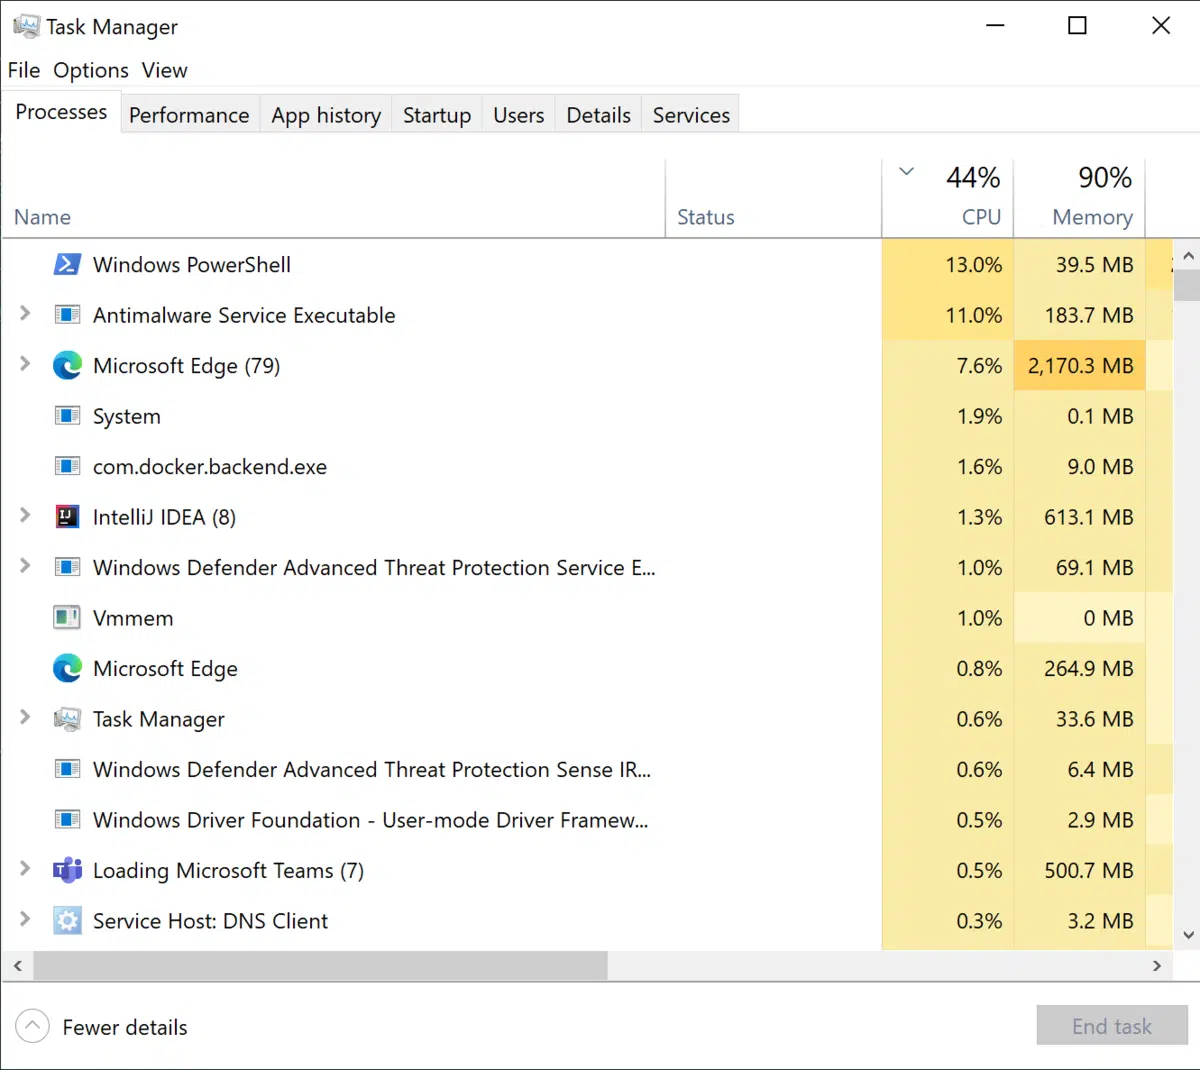 Task Manager
File Options View
Processes Performance App history Startup Users Details Services
44% 90%
Name Status CPU Memory
Windows PowerShell 13.0% 39.5 MB
Antimalware Service Executable 11.0% 183.7 MB
Microsoft Edge (79) 7.6% 2,170.3 MB
System 1.9% 0.1 MB
com.docker.backend.exe 1.6% 9.0 MB
IntelliJ IDEA (8) 1.3% 613.1 MB
Windows Defender Advanced Threat Protection Service E... 1.0% 69.1 MB
Vmmem 1.0% 0 MB
Microsoft Edge 0.8% 264.9 MB
Task Manager 0.6% 33.6 MB
Windows Defender Advanced Threat Protection Sense IR... 0.6% 6.4 MB
Windows Driver Foundation - User-mode Driver Framew... 0.5% 2.9 MB
Loading Microsoft Teams (7) 0.5% 500.7 MB
Service Host: DNS Client 0.3% 3.2 MB
Fewer details End task